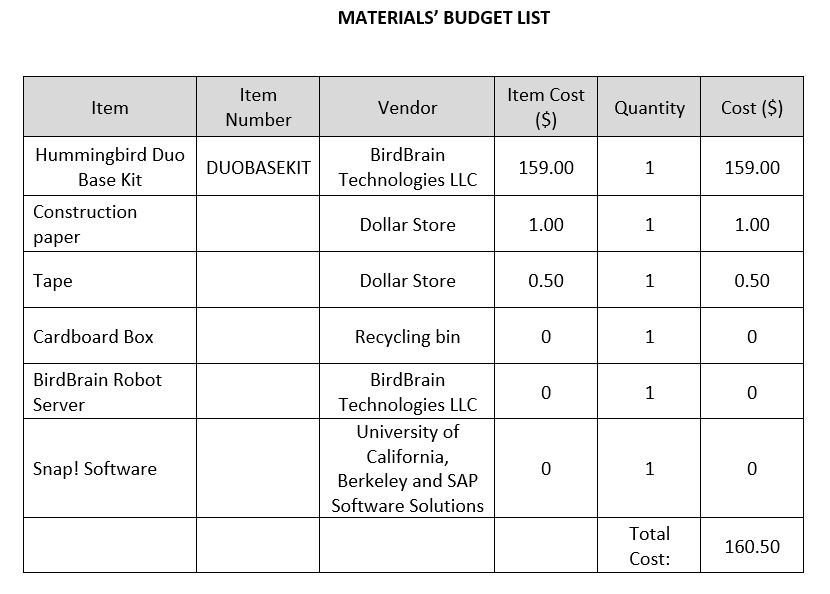 MATERIALS’ BUDGET LIST
Item
Item
Number
Vendor
Item Cost
($)
Quantity
Cost ($)
Hummingbird Duo
Base Kit
DUOBASEKIT
BirdBrain
Technologies LLC
159.00
1
159.00
Construction
paper
Dollar Store
1.00
1
1.00
Tape
Dollar Store
0.50
1
0.50
Cardboard Box
Recycling bin
0
1
0
BirdBrain Robot
Server
BirdBrain
Technologies LLC
0
1
0
Snap! Software
University of
California,
Berkeley and SAP
Software Solutions
0
1
0
Total
Cost:
160.50